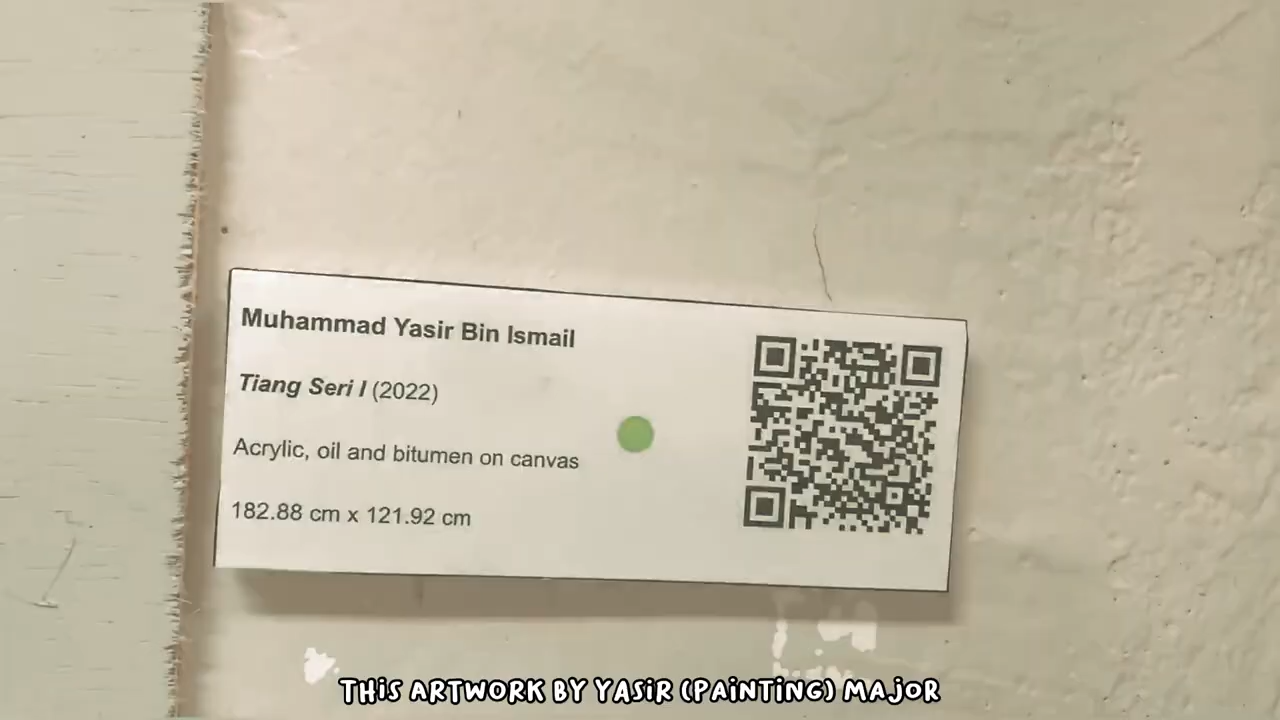 Muhammad Yasir Bin Ismail
Tiang Seri I (2022)
Acrylic, oil and bitumen on canvas
182.88 cm x 121.92 cm
THIS ARTWORK BY YASIR (PAINTING) MAJOR